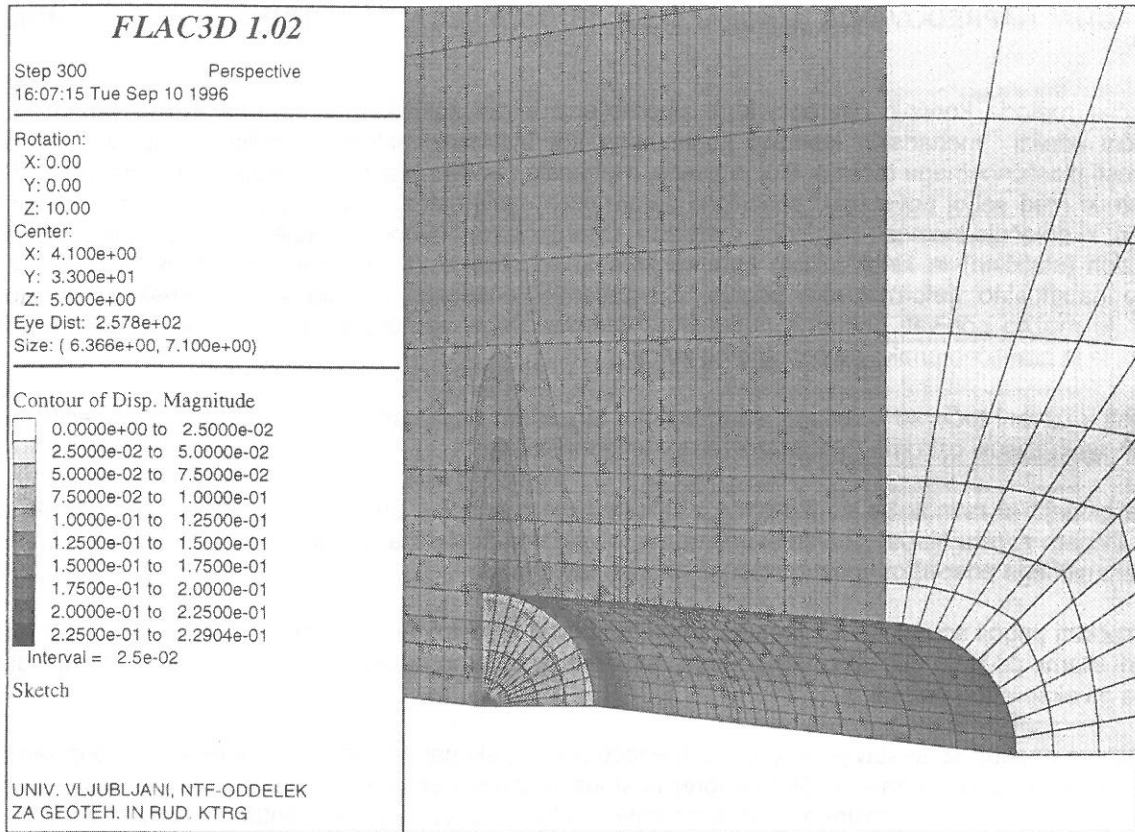 FLAC3D 1.02
Step 300 Perspective
16:07:15 Tue Sep 10 1996
Rotation:
X: 0.00
Y: 0.00
Z: 10.00
Center:
X: 4.100e+00
Y: 3.300e+01
Z: 5.000e+00
Eye Dist: 2.578e+02
Size: ( 6.366e+00, 7.100e+00)
Contour of Disp. Magnitude
0.0000e+00 to 2.5000e-02
2.5000e-02 to 5.0000e-02
5.0000e-02 to 7.5000e-02
7.5000e-02 to 1.0000e-01
1.0000e-01 to 1.2500e-01
1.2500e-01 to 1.5000e-01
1.5000e-01 to 1.7500e-01
1.7500e-01 to 2.0000e-01
2.0000e-01 to 2.2500e-01
2.2500e-01 to 2.2904e-01
Interval = 2.5e-02
Sketch
UNIV. VLJUBLJANI, NTF-ODDELEK
ZA GEOTEH. IN RUD. KTRG